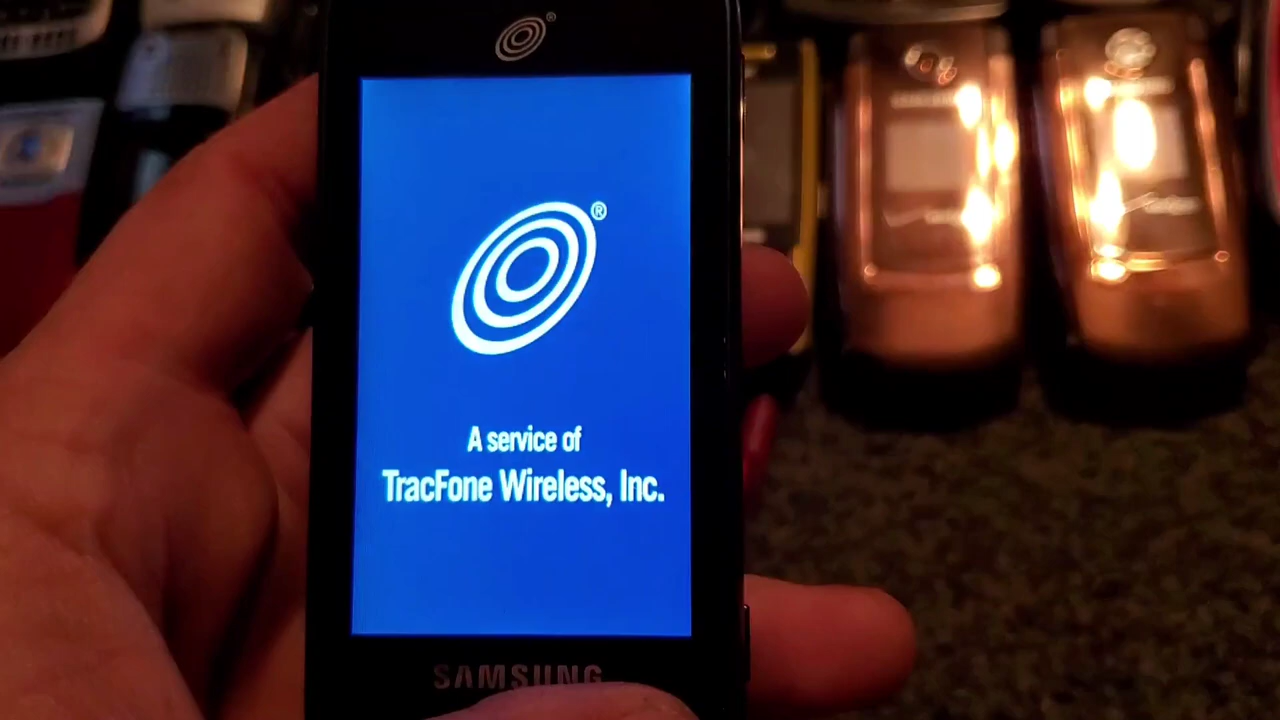 ®
®
A service of
TracFone Wireless, Inc.
SAMSUNG